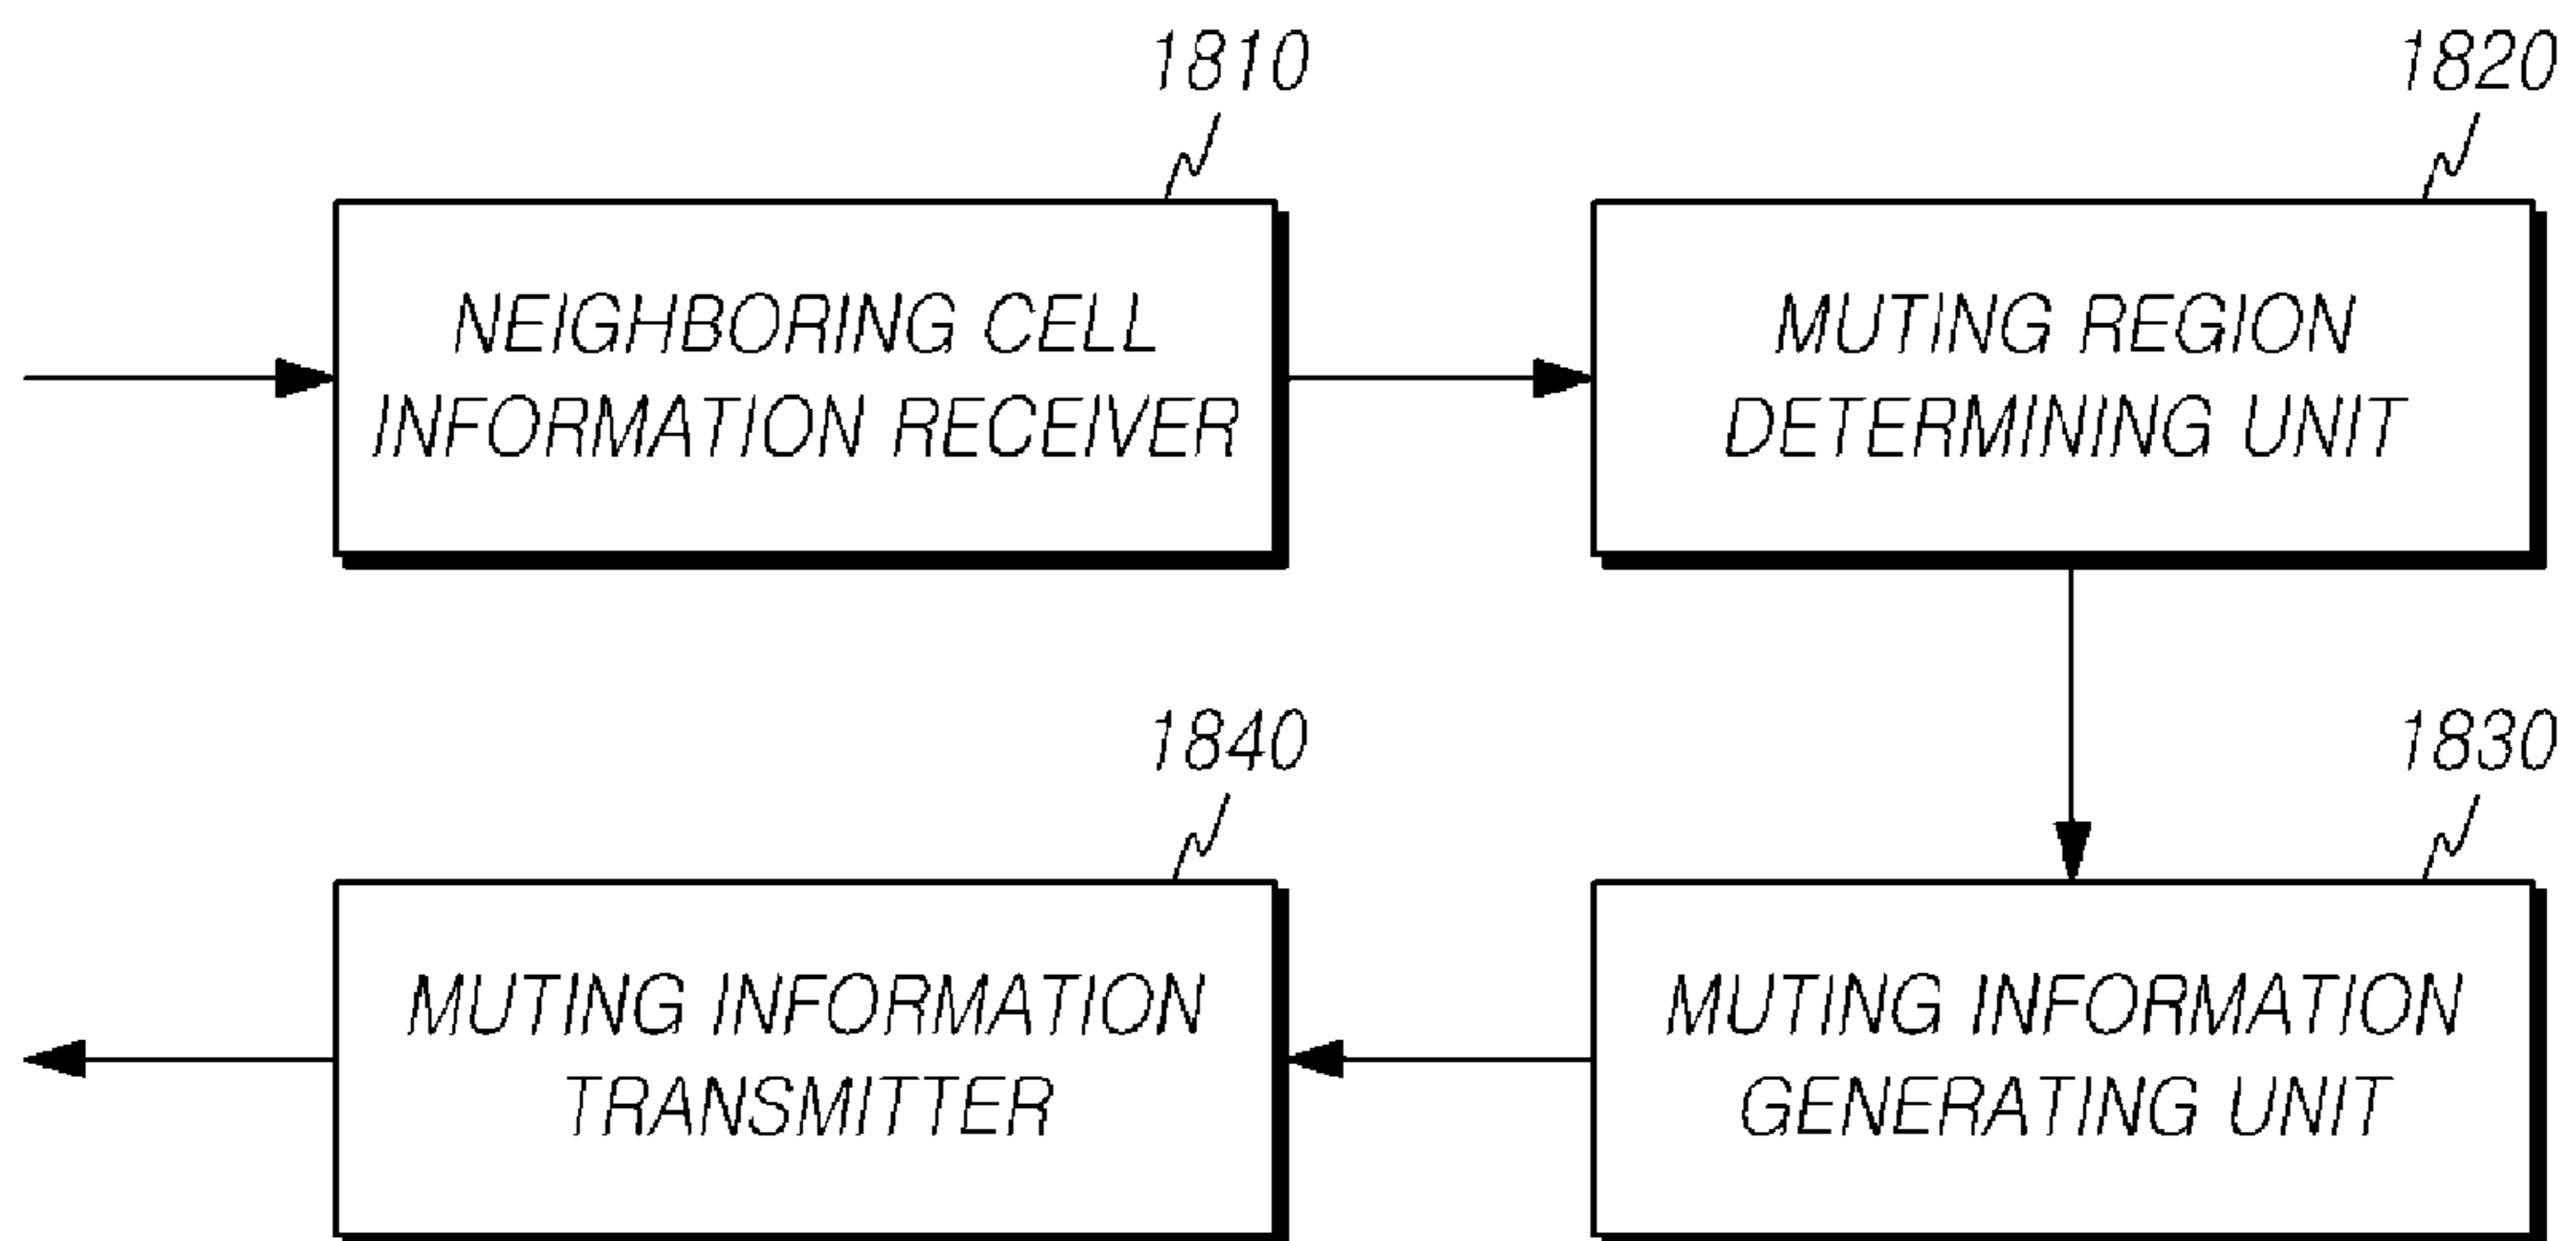 1810
1820
NEIGHBORING CELL
INFORMATION RECEIVER
MUTING REGION
DETERMINING UNIT
1840
1830
MUTING INFORMATION
TRANSMITTER
MUTING INFORMATION
GENERATING UNIT